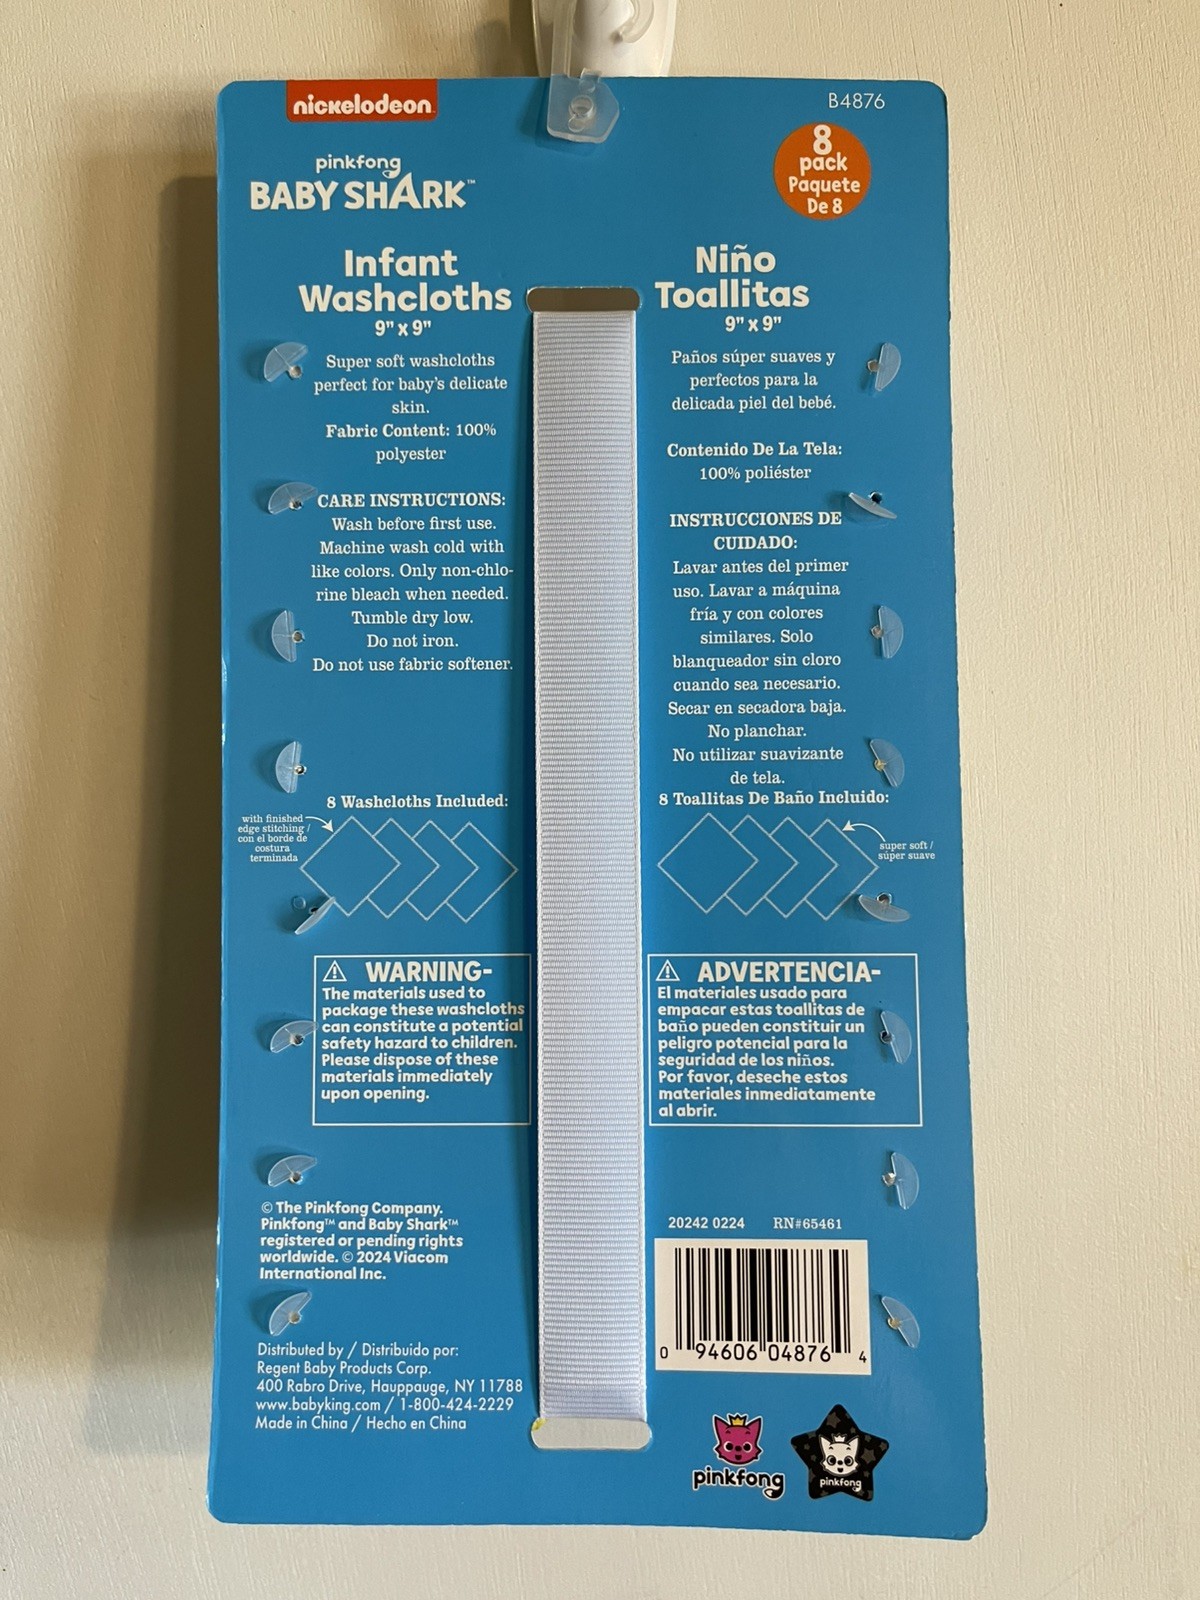 nickelodeon
B4876
8
pack
Paquete
De 8
pinkfong
BABY SHARK™
Infant
Washcloths
9" x 9"
Super soft washcloths
perfect for baby's delicate
skin.
Fabric Content: 100%
polyester
CARE INSTRUCTIONS:
Wash before first use.
Machine wash cold with
like colors. Only non-chlo-
rine bleach when needed.
Tumble dry low.
Do not iron.
Do not use fabric softener.
8 Washcloths Included:
with finished
edge stitching /
con el borde de
costura
terminada
WARNING-
The materials used to
package these washcloths
can constitute a potential
safety hazard to children.
Please dispose of these
materials immediately
upon opening.
© The Pinkfong Company.
Pinkfong™ and Baby Shark™
registered or pending rights
worldwide. © 2024 Viacom
International Inc.
Distributed by / Distribuido por:
Regent Baby Products Corp.
400 Rabro Drive, Hauppauge, NY 11788
www.babyking.com / 1-800-424-2229
Made in China / Hecho en China
Niño
Toallitas
9" x 9"
Paños súper suaves y
perfectos para la
delicada piel del bebé.
Contenido De La Tela:
100% poliéster
INSTRUCCIONES DE
CUIDADO:
Lavar antes del primer
uso. Lavar a máquina
fría y con colores
similares. Solo
blanqueador sin cloro
cuando sea necesario.
Secar en secadora baja.
No planchar.
No utilizar suavizante
de tela.
8 Toallitas De Baño Incluido:
super soft /
súper suave
ADVERTENCIA-
El materiales usado para
empacar estas toallitas de
baño pueden constituir un
peligro potencial para la
seguridad de los niños.
Por favor, deseche estos
materiales inmediatamente
al abrir.
20242 0224 RN#65461
0 94606 04876 4
pinkfong
pinkfong